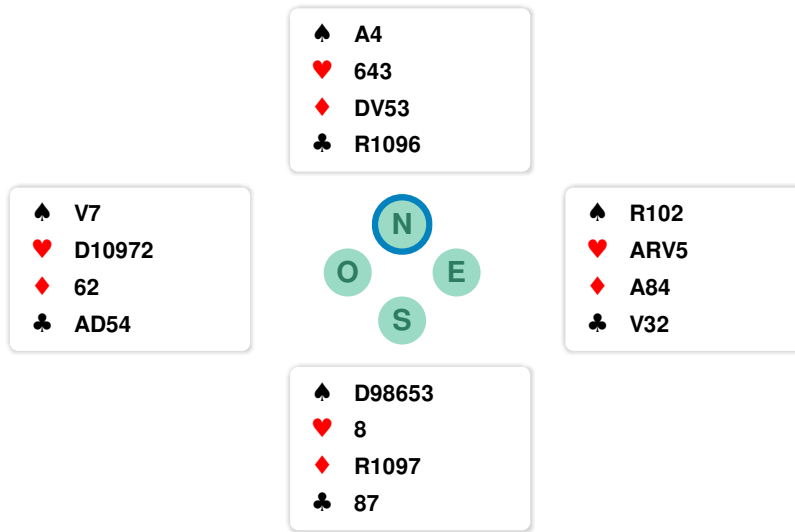 ♠ A4
♥ 643
♦ DV53
♣ R1096
♠ V7
♥ D10972
♦ 62
♣ AD54
N
O
E
S
♠ R102
♥ ARV5
♦ A84
♣ V32
♠ D98653
♥ 8
♦ R1097
♣ 87